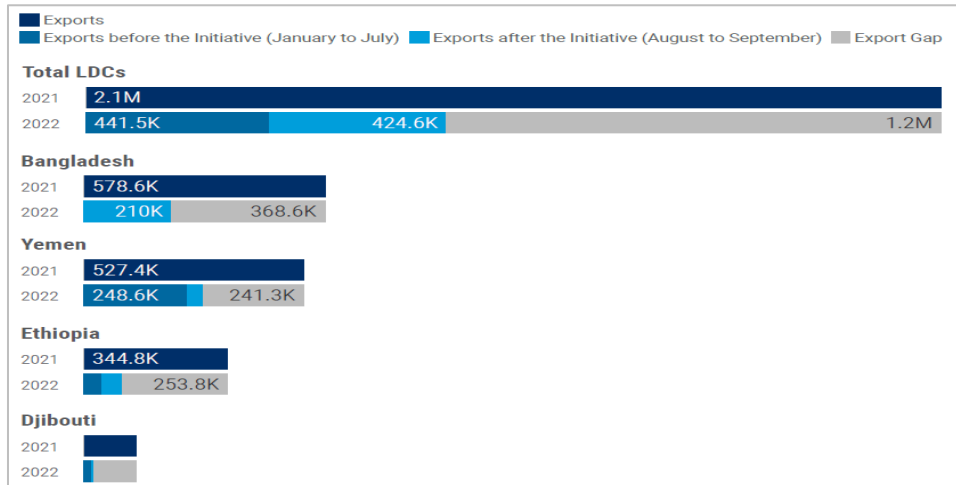 Exports
Exports before the Initiative (January to July) Exports after the Initiative (August to September) Export Gap
Total LDCs
2021 2.1M
2022 441.5K 424.6K 1.2M
Bangladesh
2021 578.6K
2022 210K 368.6K
Yemen
2021 527.4K
2022 248.6K 241.3K
Ethiopia
2021 344.8K
2022 253.8K
Djibouti
2021
2022